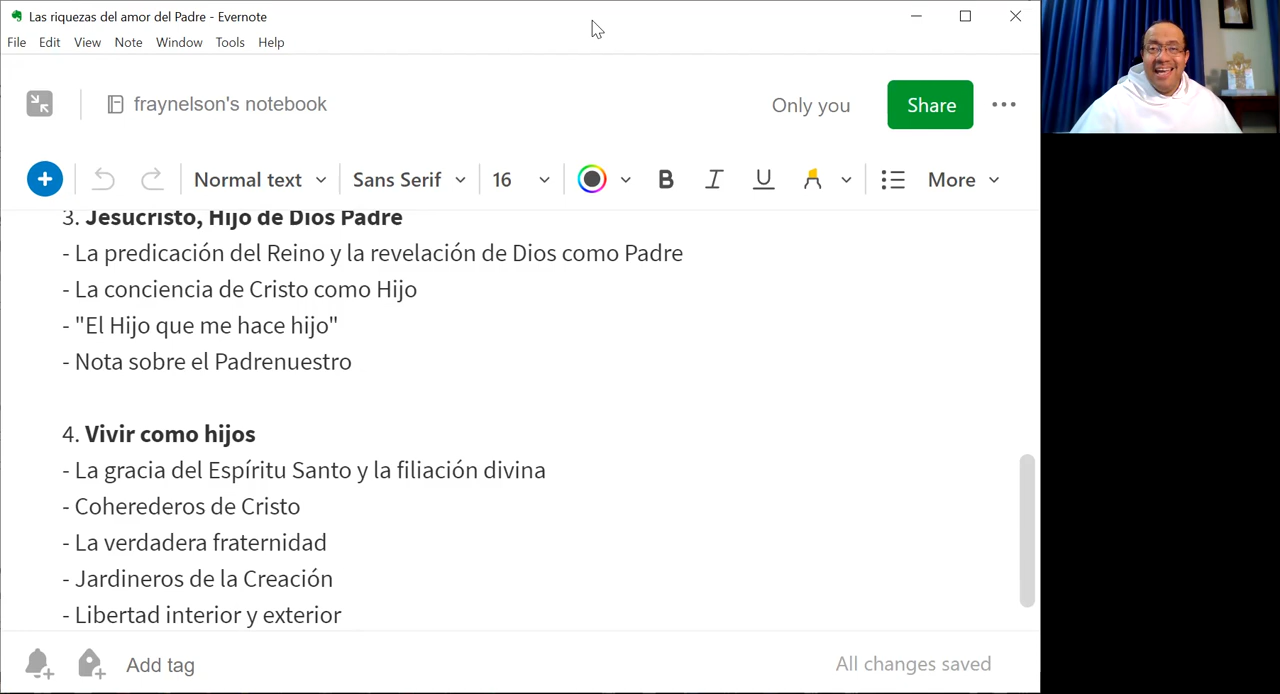 Las riquezas del amor del Padre - Evernote
File Edit View Note Window Tools Help
fraynelson's notebook Only you Share
Normal text Sans Serif 16 B I U More
3. Jesucristo, Hijo de Dios Padre
- La predicación del Reino y la revelación de Dios como Padre
- La conciencia de Cristo como Hijo
- "El Hijo que me hace hijo"
- Nota sobre el Padrenuestro
4. Vivir como hijos
- La gracia del Espíritu Santo y la filiación divina
- Coherederos de Cristo
- La verdadera fraternidad
- Jardineros de la Creación
- Libertad interior y exterior
Add tag All changes saved